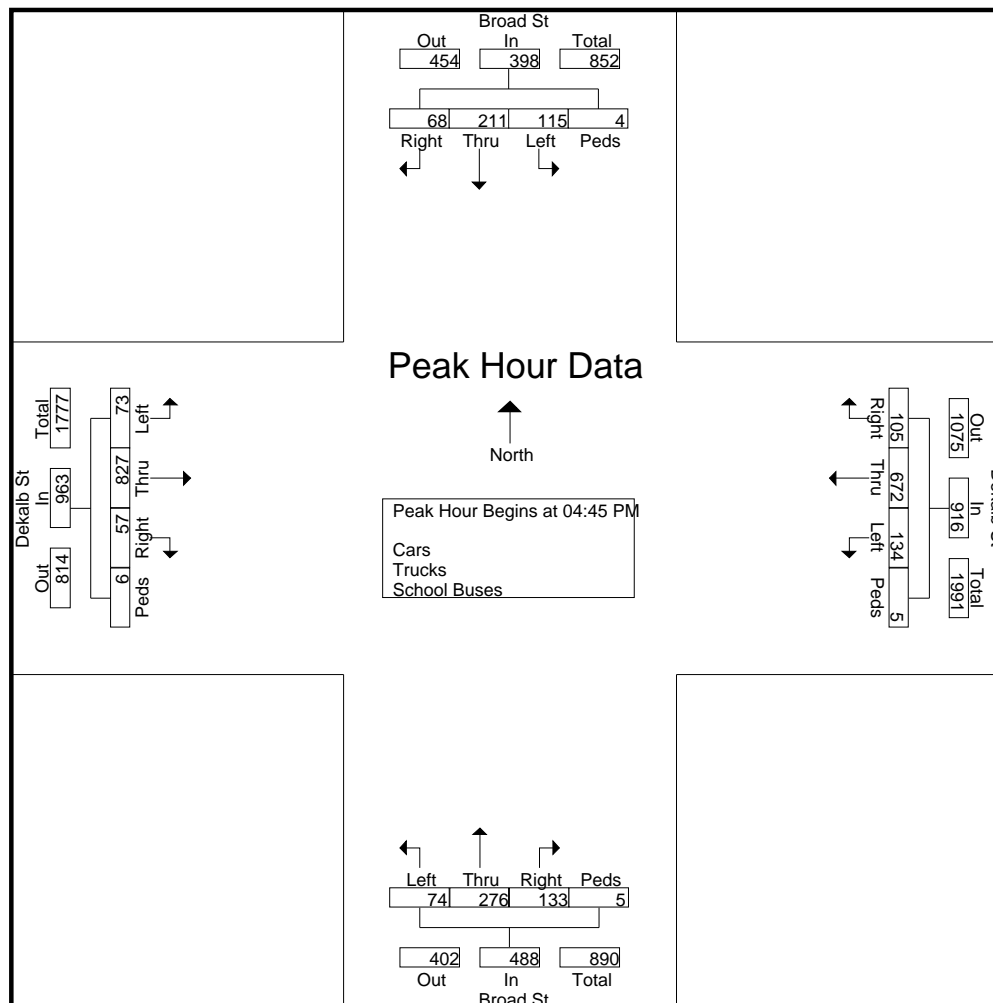 Broad St
Out In Total
454 398 852
68 211 115 4
Right Thru Left Peds
Peak Hour Data
North
Peak Hour Begins at 04:45 PM
Cars
Trucks
School Buses
Dekalb St
Total In Out
1777 963 814
73 827 57 6
Left Thru Right Peds
Out In Total
1075 916 1991
105 672 134 5
Right Thru Left Peds
Left Thru Right Peds
74 276 133 5
402 488 890
Out In Total
Broad St